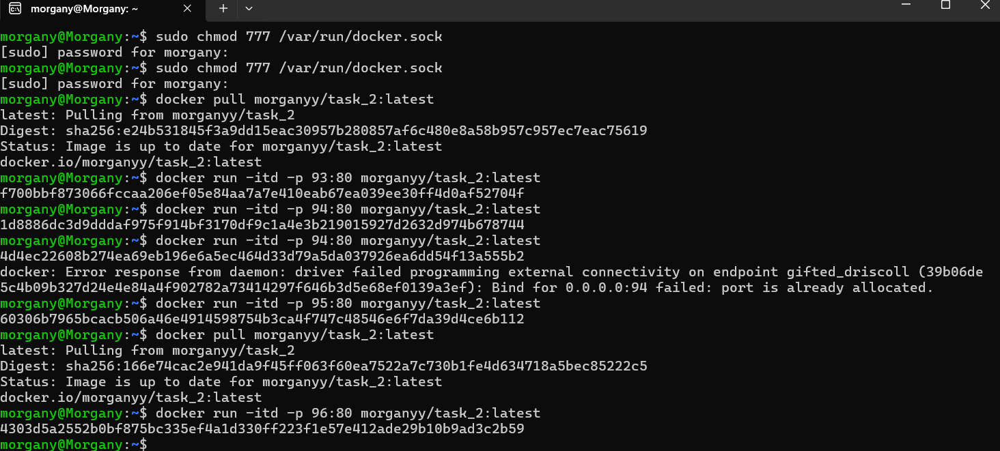 morgany@Morgany: ~
morgany@Morgany:~$ sudo chmod 777 /var/run/docker.sock
[sudo] password for morgany:
morgany@Morgany:~$ sudo chmod 777 /var/run/docker.sock
[sudo] password for morgany:
morgany@Morgany:~$ docker pull morganyy/task_2:latest
latest: Pulling from morganyy/task_2
Digest: sha256:e24b531845f3a9dd15eac30957b280857af6c480e8a58b957c957ec7eac75619
Status: Image is up to date for morganyy/task_2:latest
docker.io/morganyy/task_2:latest
morgany@Morgany:~$ docker run -itd -p 93:80 morganyy/task_2:latest
f700bbf873066fccaa206ef05e84aa7a7e410eab67ea039ee30ff4d0af52704f
morgany@Morgany:~$ docker run -itd -p 94:80 morganyy/task_2:latest
1d8886dc3d9dddaf975f914bf3170df9c1a4e3b219015927d2632d974b678744
morgany@Morgany:~$ docker run -itd -p 94:80 morganyy/task_2:latest
4d4ec22608b274ea69eb196e6a5ec464d33d79a5da037926ea6dd54f13a555b2
docker: Error response from daemon: driver failed programming external connectivity on endpoint gifted_driscoll (39b06de
5c4b09b327d24e4e84a4f902782a73414297f646b3d5e68ef0139a3ef): Bind for 0.0.0.0:94 failed: port is already allocated.
morgany@Morgany:~$ docker run -itd -p 95:80 morganyy/task_2:latest
60306b7965bcacb506a46e4914598754b3ca4f747c48546e6f7da39d4ce6b112
morgany@Morgany:~$ docker pull morganyy/task_2:latest
latest: Pulling from morganyy/task_2
Digest: sha256:166e74cac2e941da9f45ff063f60ea7522a7c730b1fe4d634718a5bec85222c5
Status: Image is up to date for morganyy/task_2:latest
docker.io/morganyy/task_2:latest
morgany@Morgany:~$ docker run -itd -p 96:80 morganyy/task_2:latest
4303d5a2552b0bf875bc335ef4a1d330ff223f1e57e412ade29b10b9ad3c2b59
morgany@Morgany:~$